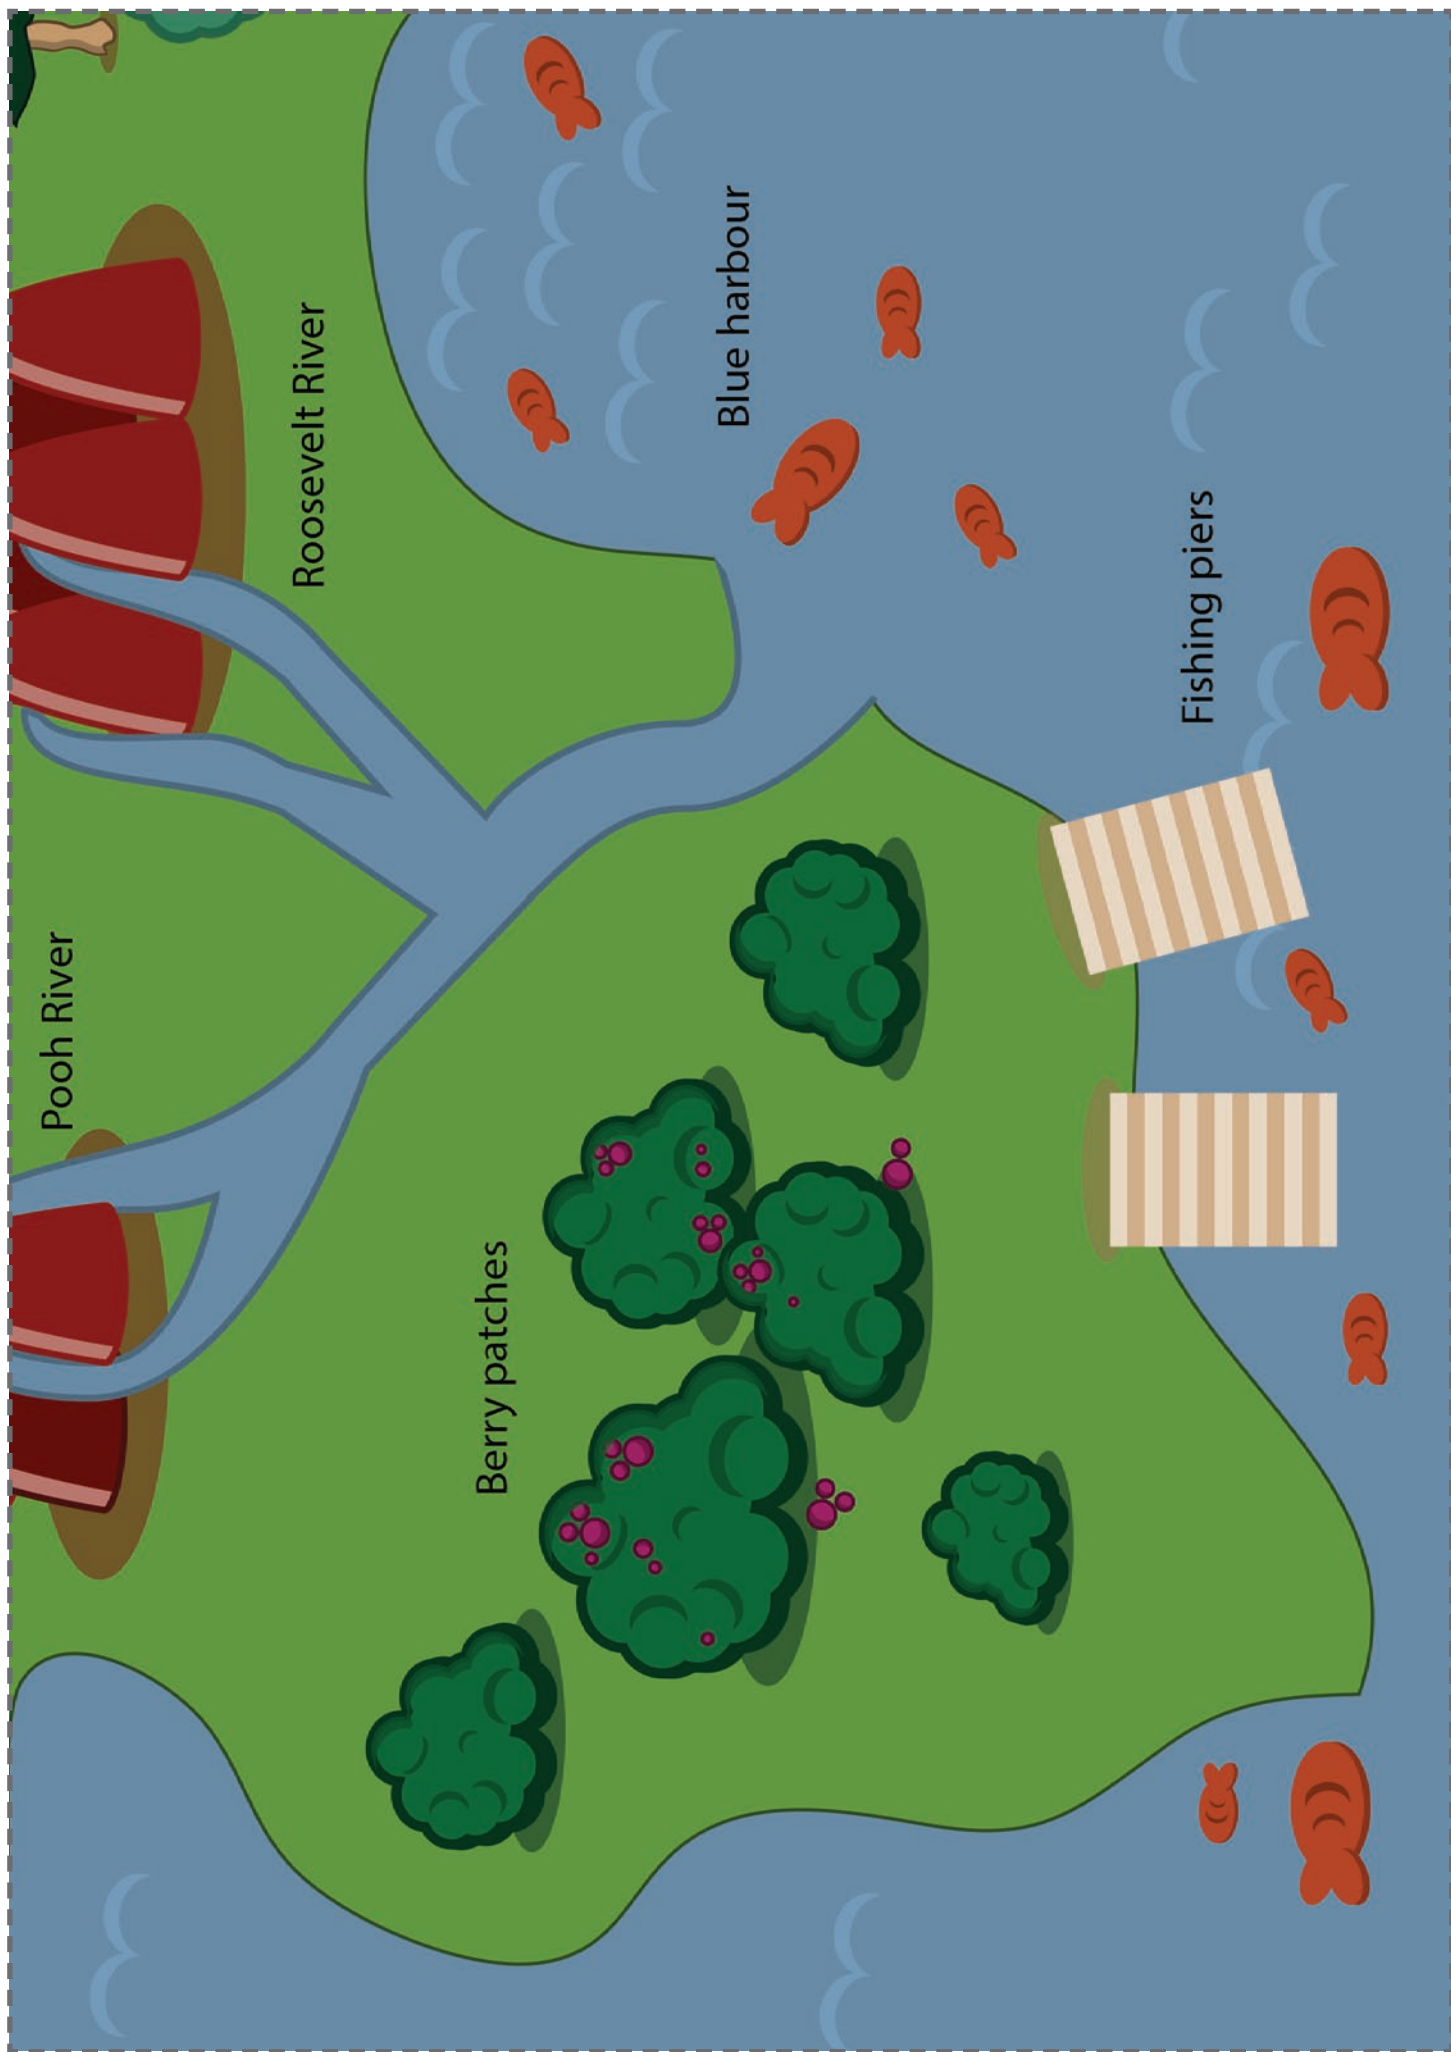 Pooh River
Roosevelt River
Berry patches
Blue harbour
Fishing piers